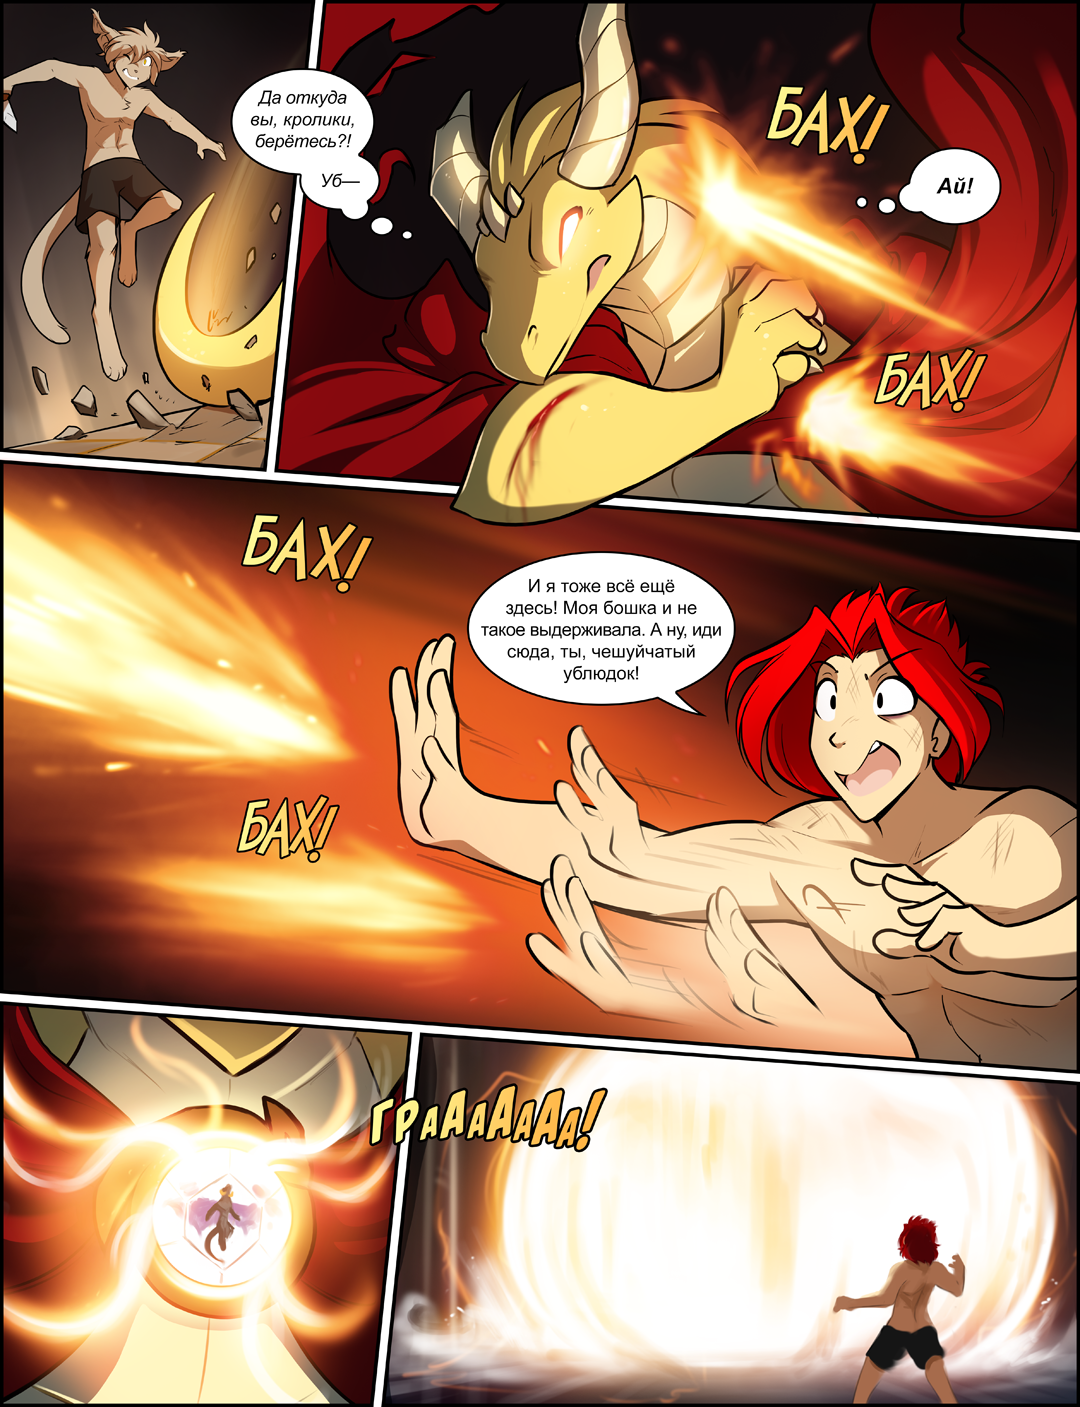 Да откуда
вы, кролики,
берётесь?!
Уб—
БАХ!
Ай!
БАХ!
БАХ!
И я тоже всё ещё
здесь! Моя бошка и не
такое выдерживала. А ну, иди
сюда, ты, чешуйчатый
ублюдок!
БАХ!
ГРАААААААА!